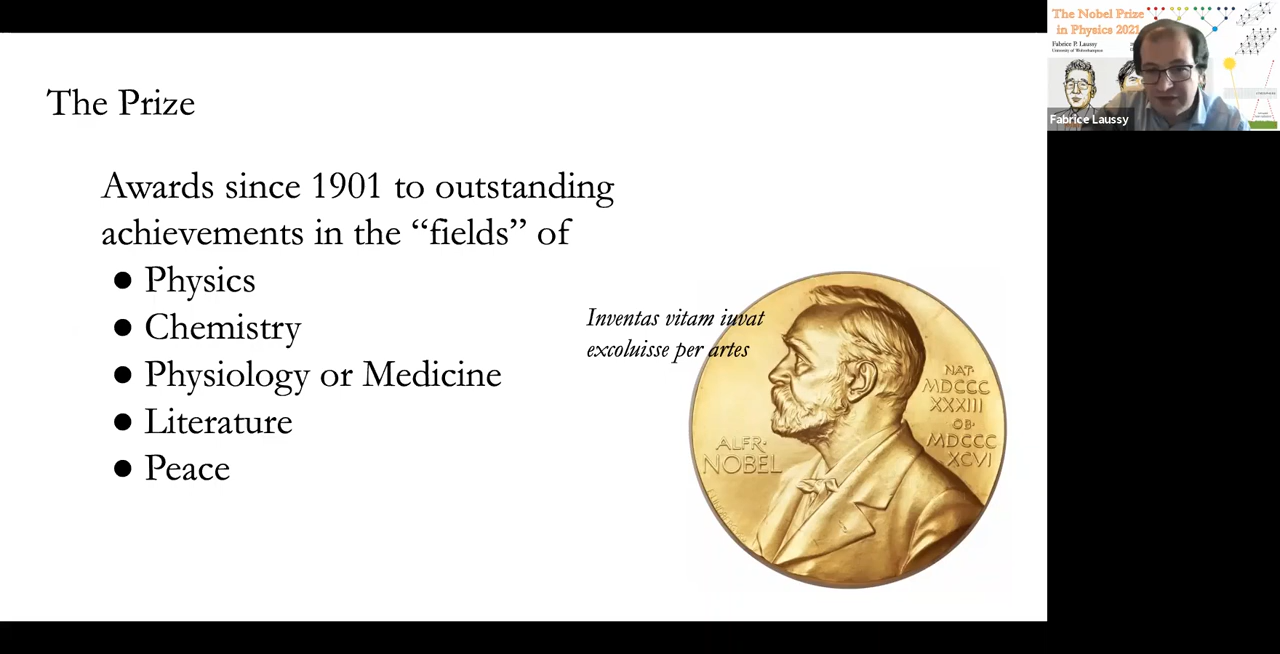 The Prize
Awards since 1901 to outstanding
achievements in the “fields” of
● Physics
● Chemistry
● Physiology or Medicine
● Literature
● Peace
Inventas vitam iuvat
excoluisse per artes
ALFR·
NOBEL
NAT·
MDCCC
XXXIII
OB·
MDCCC
XCVI
The Nobel Prize
in Physics 2021
Fabrice P. Laussy
University of Wolverhampton
Fabrice Laussy